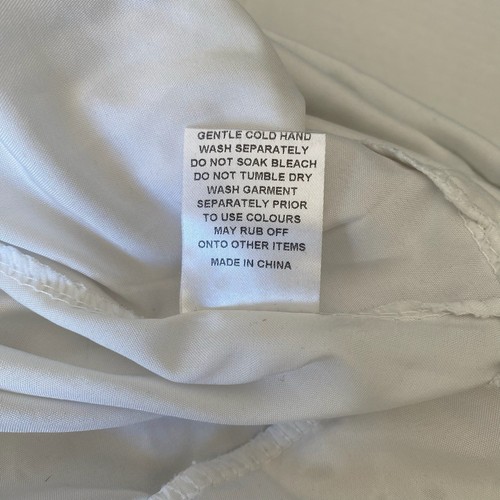 GENTLE COLD HAND
WASH SEPARATELY
DO NOT SOAK BLEACH
DO NOT TUMBLE DRY
WASH GARMENT
SEPARATELY PRIOR
TO USE COLOURS
MAY RUB OFF
ONTO OTHER ITEMS
MADE IN CHINA